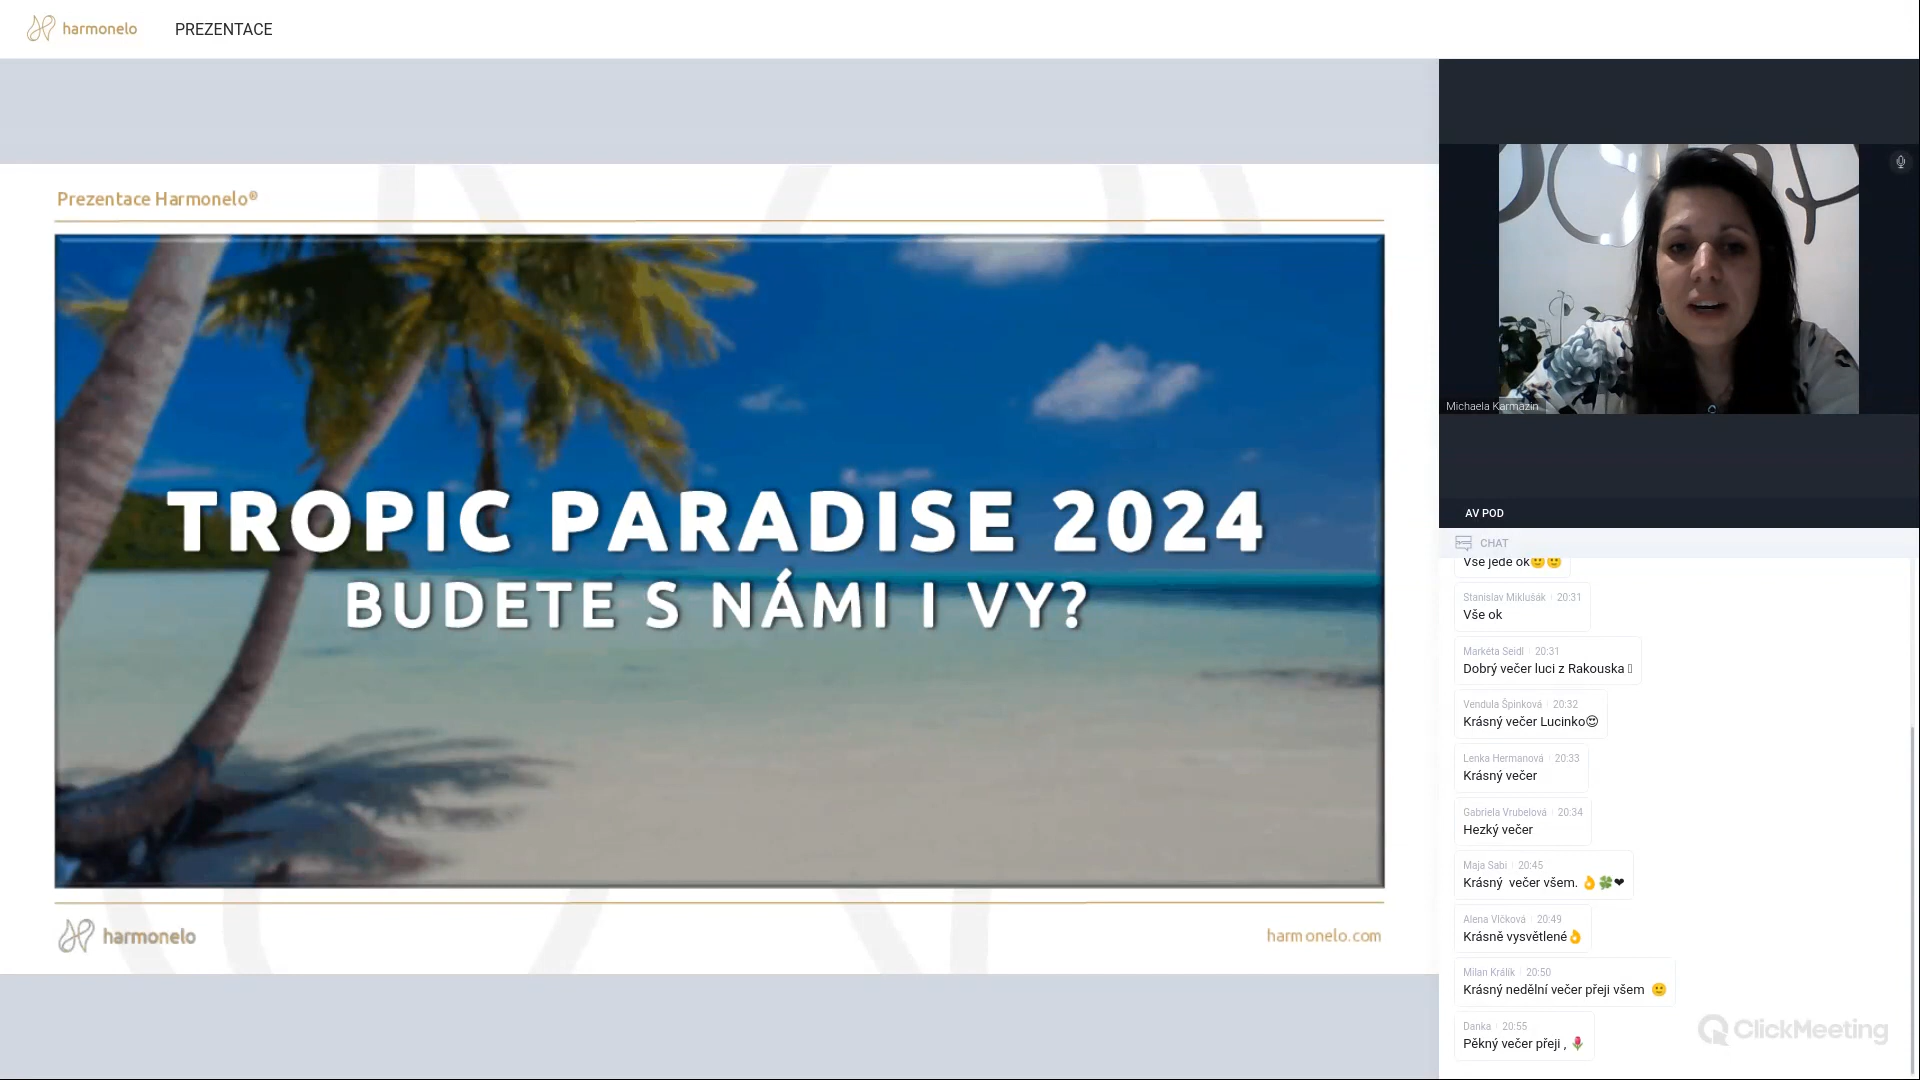 harmonelo PREZENTACE
Prezentace Harmonelo®
TROPIC PARADISE 2024
BUDETE S NÁMI I VY?
harmonelo
harmonelo.com
Michaela Karmazin
AV POD
CHAT
Vše jede ok🙂🙂
Stanislav Miklušák 20:31
Vše ok
Markéta Seidl 20:31
Dobrý večer luci z Rakouska
Vendula Špinková 20:32
Krásný večer Lucinko😍
Lenka Hermanová 20:33
Krásný večer
Gabriela Vrubelová 20:34
Hezký večer
Maja Sabi 20:45
Krásný večer všem. 👌🍀❤
Alena Vlčková 20:49
Krásně vysvětlené👌
Milan Králík 20:50
Krásný nedělní večer přeji všem 🙂
Danka 20:55
Pěkný večer přeji , 🌷
ClickMeeting